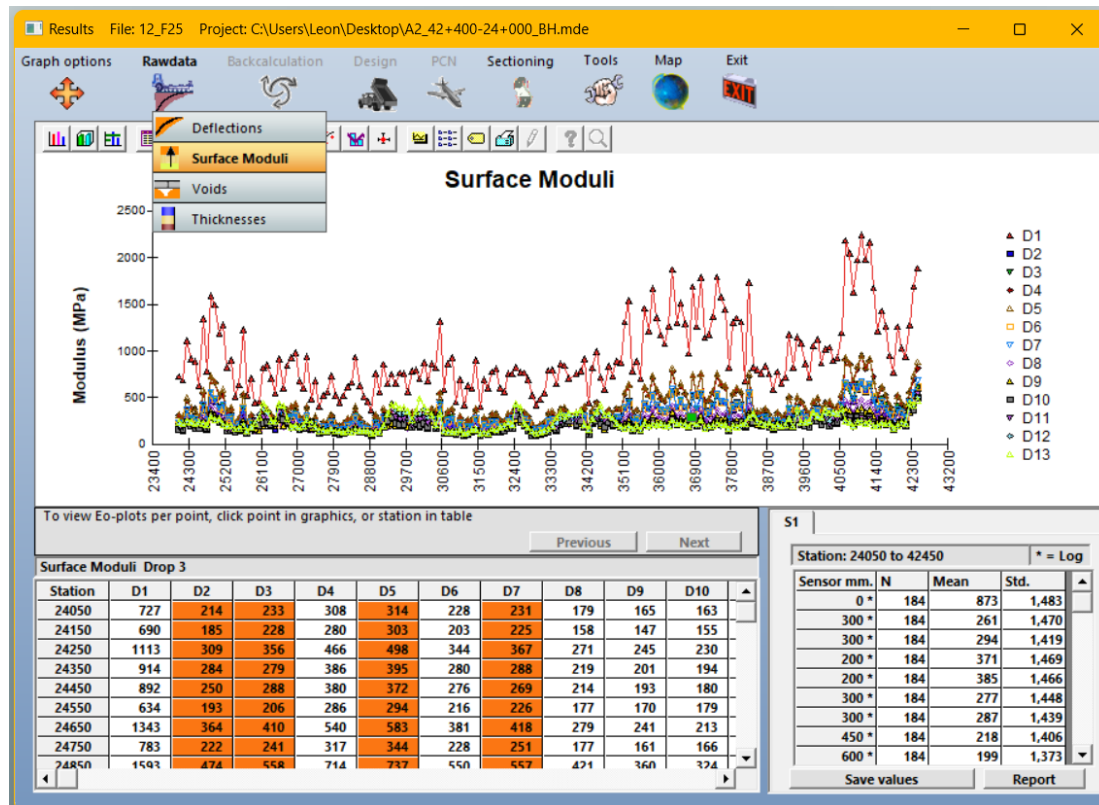 Results File: 12_F25 Project: C:\Users\Leon\Desktop\A2_42+400-24+000_BH.mde
Graph options Rawdata Backcalculation Design PCN Sectioning Tools Map Exit
EXIT
Deflections
Surface Moduli
Voids
Thicknesses
Surface Moduli
Modulus (MPa)
2500
2000
1500
1000
500
0
23400 24300 25200 26100 27000 27900 28800 29700 30600 31500 32400 33300 34200 35100 36000 36900 37800 38700 39600 40500 41400 42300 43200
D1
D2
D3
D4
D5
D6
D7
D8
D9
D10
D11
D12
D13
To view Eo-plots per point, click point in graphics, or station in table
Previous Next
Surface Moduli Drop 3
Station D1 D2 D3 D4 D5 D6 D7 D8 D9 D10
24050 727 214 233 308 314 228 231 179 165 163
24150 690 185 228 280 303 203 225 158 147 155
24250 1113 309 356 466 498 344 367 271 245 230
24350 914 284 279 386 395 280 288 219 201 194
24450 892 250 288 380 372 276 269 214 193 180
24550 634 193 206 286 294 216 226 177 170 179
24650 1343 364 410 540 583 381 418 279 241 213
24750 783 222 241 317 344 228 251 177 161 166
24850 1593 474 558 714 737 550 557 421 360 324
S1
Station: 24050 to 42450 * = Log
Sensor mm. N Mean Std.
0 * 184 873 1,483
300 * 184 261 1,470
300 * 184 294 1,419
200 * 184 371 1,469
200 * 184 385 1,466
300 * 184 277 1,448
300 * 184 287 1,439
450 * 184 218 1,406
600 * 184 199 1,373
Save values Report